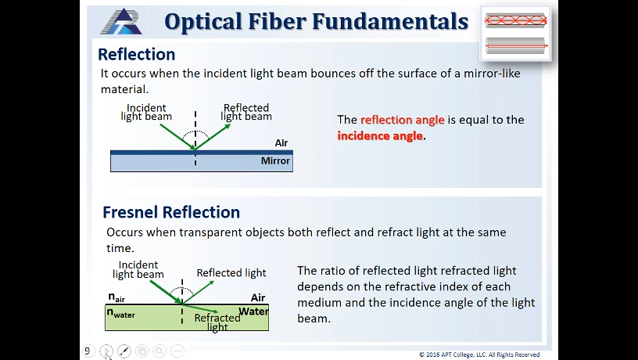 Optical Fiber Fundamentals
Reflection
It occurs when the incident light beam bounces off the surface of a mirror-like
material.
Incident
light beam
Reflected
light beam
Air
Mirror
The reflection angle is equal to the
incidence angle.
Fresnel Reflection
Occurs when transparent objects both reflect and refract light at the same
time.
Incident
light beam
Reflected light
nair
Air
nwater
Water
Refracted
light
The ratio of reflected light refracted light
depends on the refractive index of each
medium and the incidence angle of the light
beam.
9
© 2016 APT College, LLC. All Rights Reserved